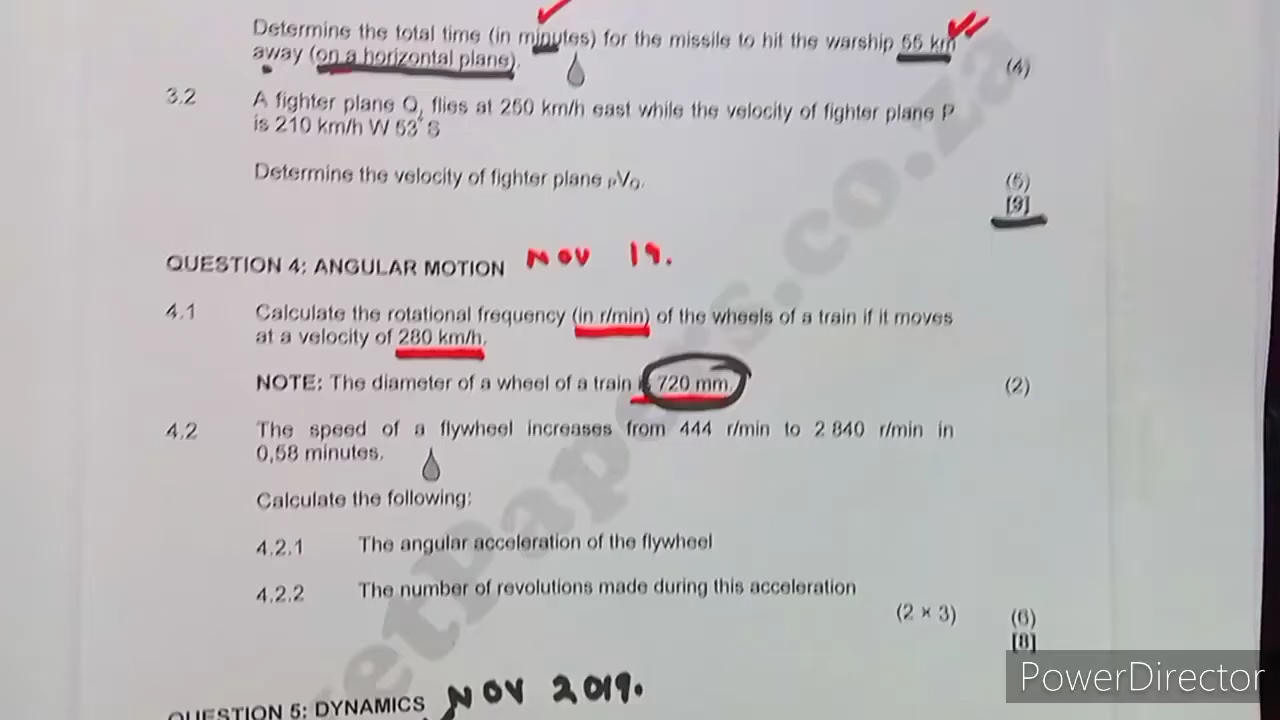 Determine the total time (in minutes) for the missile to hit the warship 55 km
away (on a horizontal plane).
(4)
3.2 A fighter plane Q, flies at 250 km/h east while the velocity of fighter plane P
is 210 km/h W 53° S
Determine the velocity of fighter plane PVQ.
(5)
[9]
QUESTION 4: ANGULAR MOTION NOV 19.
4.1 Calculate the rotational frequency (in r/min) of the wheels of a train if it moves
at a velocity of 280 km/h.
NOTE: The diameter of a wheel of a train is 720 mm. (2)
4.2 The speed of a flywheel increases from 444 r/min to 2 840 r/min in
0,58 minutes.
Calculate the following:
4.2.1 The angular acceleration of the flywheel
4.2.2 The number of revolutions made during this acceleration
(2 × 3) (6)
[8]
QUESTION 5: DYNAMICS NOV 2019.
etPapers.co.za
PowerDirector